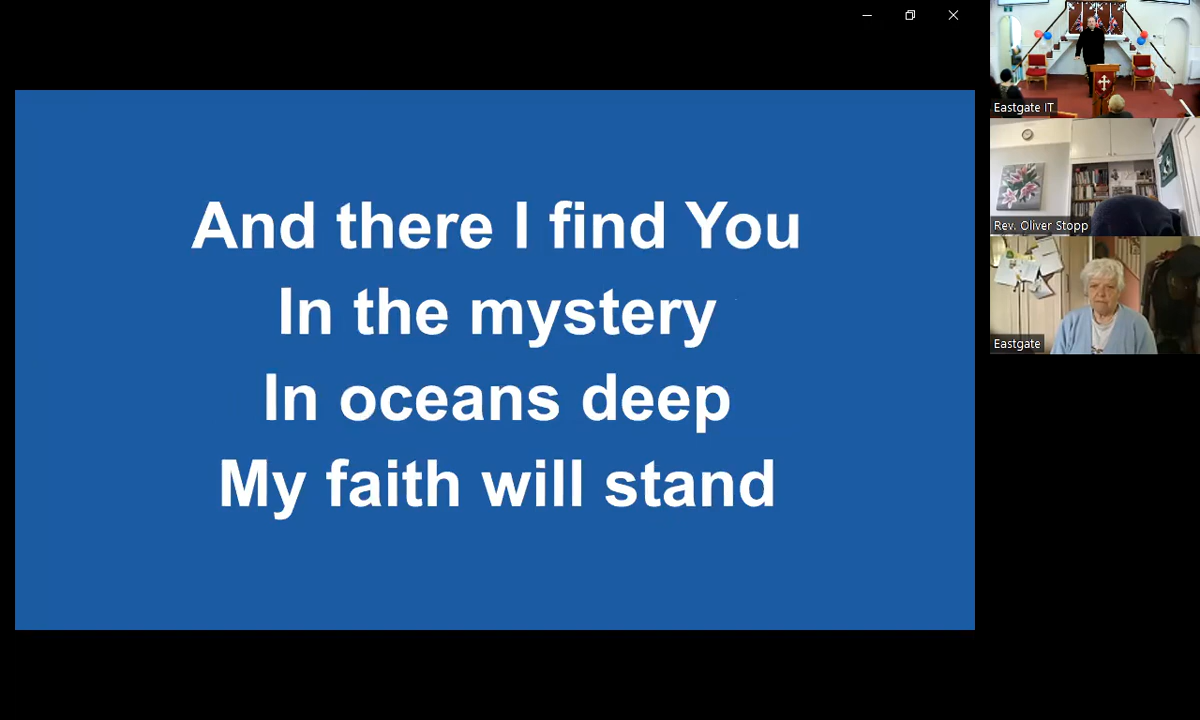 And there I find You
In the mystery
In oceans deep
My faith will stand
Eastgate IT
Rev. Oliver Stopp
Eastgate